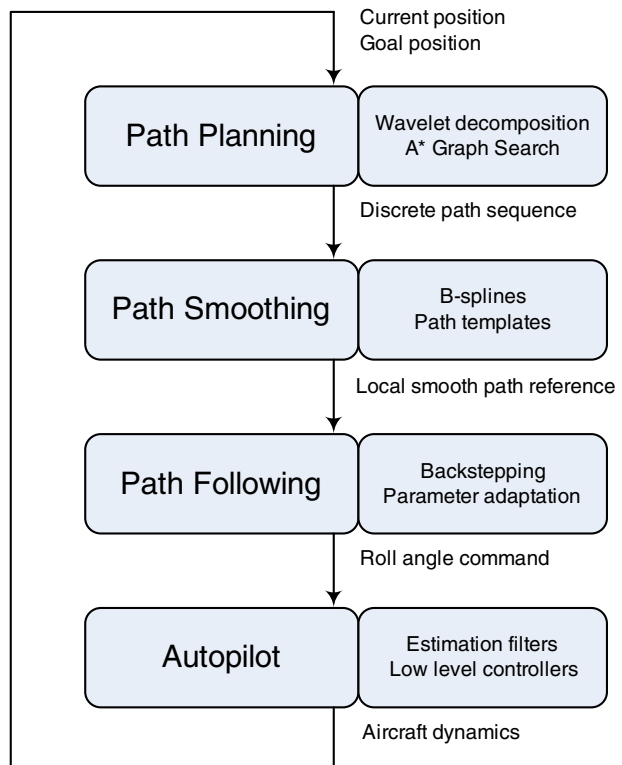 Current position
Goal position
Path Planning
Wavelet decomposition
A* Graph Search
Discrete path sequence
Path Smoothing
B-splines
Path templates
Local smooth path reference
Path Following
Backstepping
Parameter adaptation
Roll angle command
Autopilot
Estimation filters
Low level controllers
Aircraft dynamics